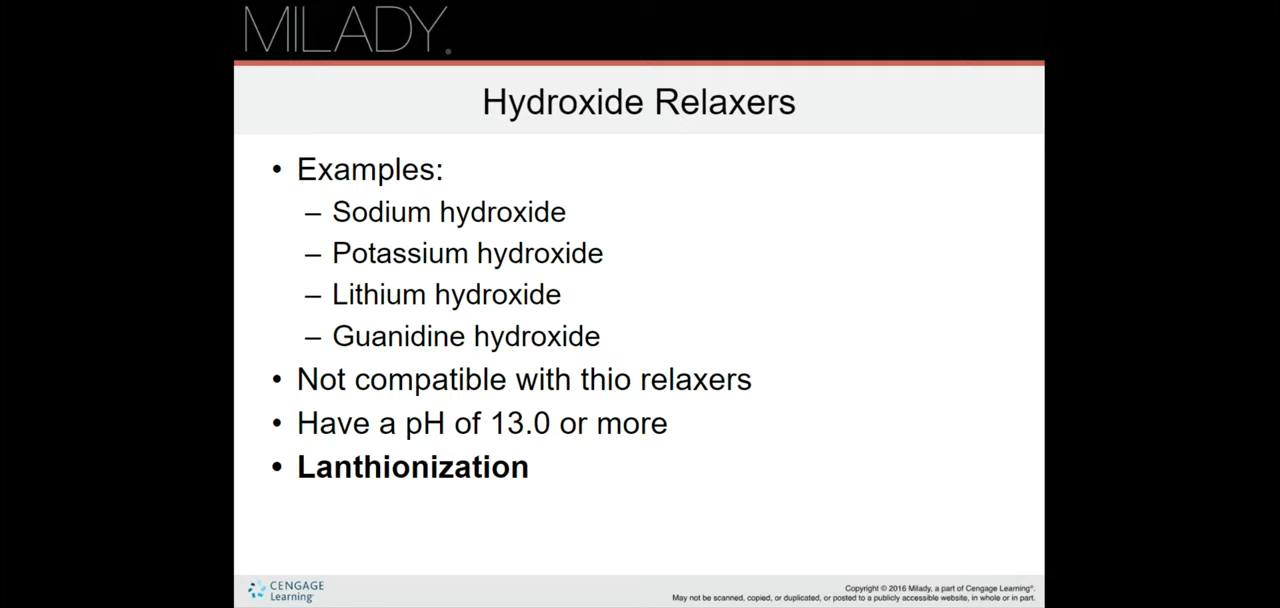 MILADY.
Hydroxide Relaxers
• Examples:
– Sodium hydroxide
– Potassium hydroxide
– Lithium hydroxide
– Guanidine hydroxide
• Not compatible with thio relaxers
• Have a pH of 13.0 or more
• Lanthionization
CENGAGE
Learning
Copyright © 2016 Milady, a part of Cengage Learning®.
May not be scanned, copied, or duplicated, or posted to a publicly accessible website, in whole or in part.